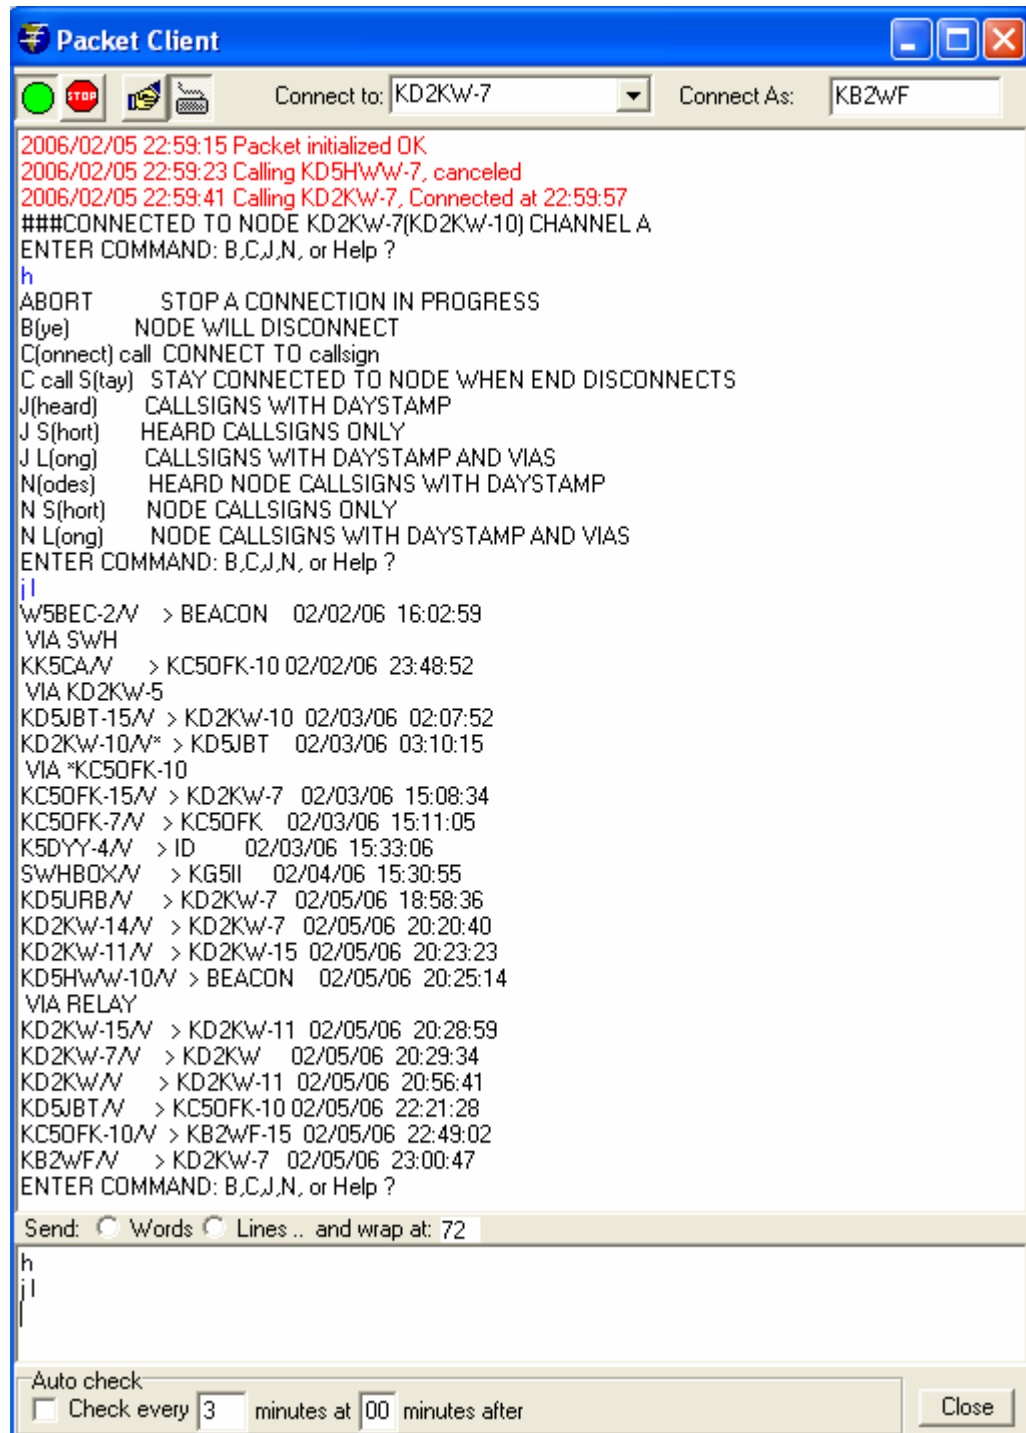 Packet Client
STOP Connect to: KD2KW-7 Connect As: KB2WF
2006/02/05 22:59:15 Packet initialized OK
2006/02/05 22:59:23 Calling KD5HWW-7, canceled
2006/02/05 22:59:41 Calling KD2KW-7, Connected at 22:59:57
###CONNECTED TO NODE KD2KW-7(KD2KW-10) CHANNEL A
ENTER COMMAND: B,C,J,N, or Help ?
h
ABORT STOP A CONNECTION IN PROGRESS
B(ye) NODE WILL DISCONNECT
C(onnect) call CONNECT TO callsign
C call S(tay) STAY CONNECTED TO NODE WHEN END DISCONNECTS
J(heard) CALLSIGNS WITH DAYSTAMP
J S(hort) HEARD CALLSIGNS ONLY
J L(ong) CALLSIGNS WITH DAYSTAMP AND VIAS
N(odes) HEARD NODE CALLSIGNS WITH DAYSTAMP
N S(hort) NODE CALLSIGNS ONLY
N L(ong) NODE CALLSIGNS WITH DAYSTAMP AND VIAS
ENTER COMMAND: B,C,J,N, or Help ?
j l
W5BEC-2/V > BEACON 02/02/06 16:02:59
VIA SWH
KK5CA/V > KC5OFK-10 02/02/06 23:48:52
VIA KD2KW-5
KD5JBT-15/V > KD2KW-10 02/03/06 02:07:52
KD2KW-10/V* > KD5JBT 02/03/06 03:10:15
VIA *KC5OFK-10
KC5OFK-15/V > KD2KW-7 02/03/06 15:08:34
KC5OFK-7/V > KC5OFK 02/03/06 15:11:05
K5DYY-4/V > ID 02/03/06 15:33:06
SWHBOX/V > KG5II 02/04/06 15:30:55
KD5URB/V > KD2KW-7 02/05/06 18:58:36
KD2KW-14/V > KD2KW-7 02/05/06 20:20:40
KD2KW-11/V > KD2KW-15 02/05/06 20:23:23
KD5HWW-10/V > BEACON 02/05/06 20:25:14
VIA RELAY
KD2KW-15/V > KD2KW-11 02/05/06 20:28:59
KD2KW-7/V > KD2KW 02/05/06 20:29:34
KD2KW/V > KD2KW-11 02/05/06 20:56:41
KD5JBT/V > KC5OFK-10 02/05/06 22:21:28
KC5OFK-10/V > KB2WF-15 02/05/06 22:49:02
KB2WF/V > KD2KW-7 02/05/06 23:00:47
ENTER COMMAND: B,C,J,N, or Help ?
Send: Words Lines .. and wrap at: 72
h
j l
Auto check
Check every 3 minutes at 00 minutes after Close